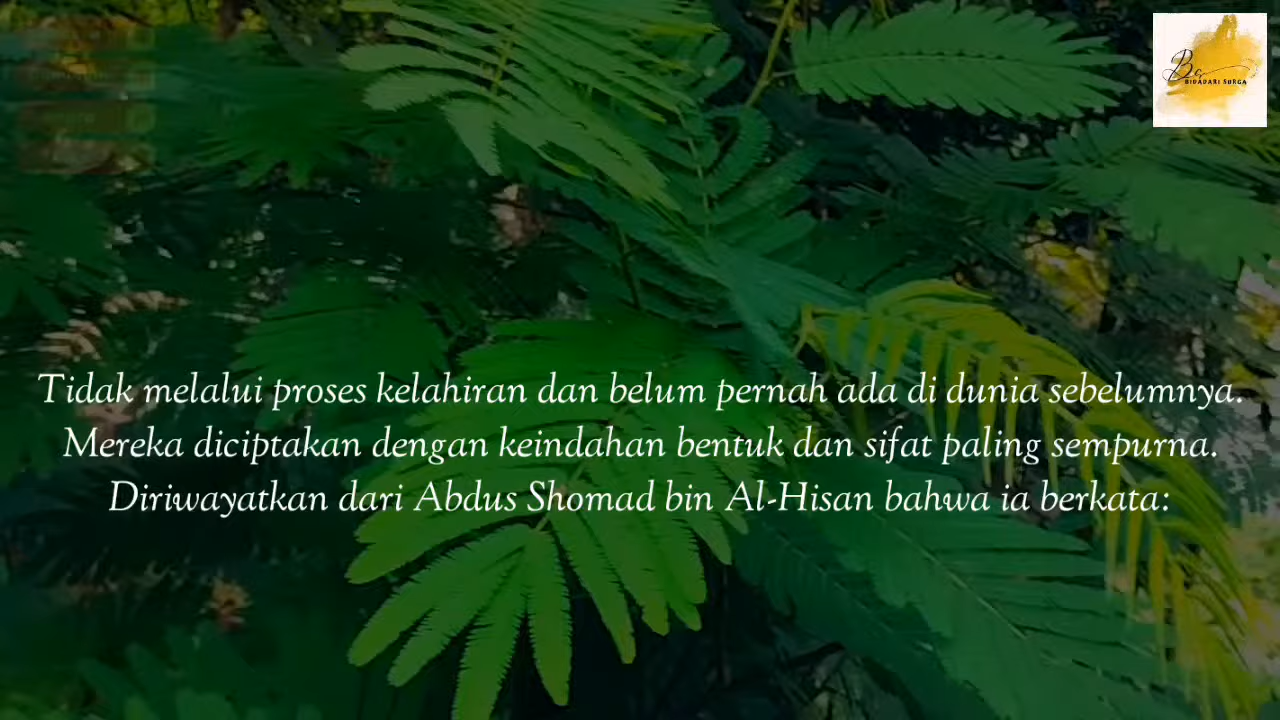 BIDADARI SURGA
Tidak melalui proses kelahiran dan belum pernah ada di dunia sebelumnya.
Mereka diciptakan dengan keindahan bentuk dan sifat paling sempurna.
Diriwayatkan dari Abdus Shomad bin Al-Hisan bahwa ia berkata: